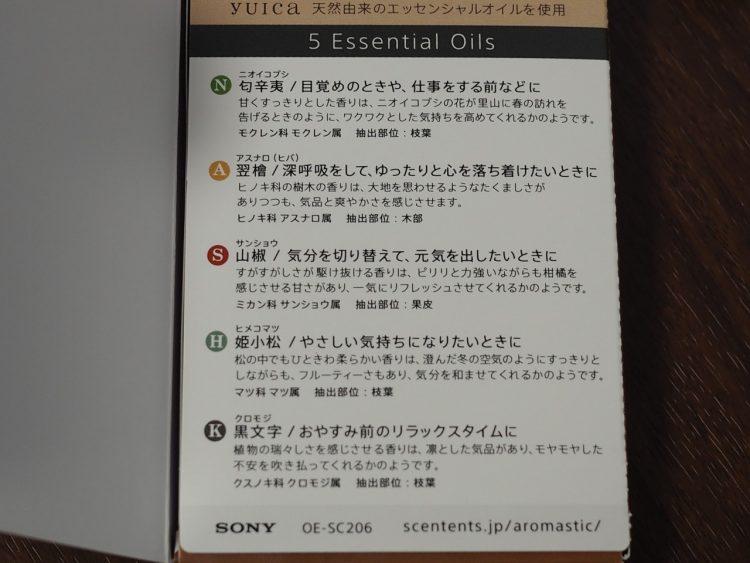 yuica 天然由来のエッセンシャルオイルを使用
5 Essential Oils
ニオイコブシ
N 匂辛夷 / 目覚めのときや、仕事をする前などに
甘くすっきりとした香りは、ニオイコブシの花が里山に春の訪れを
告げるときのように、ワクワクとした気持ちを高めてくれるかのようです。
モクレン科 モクレン属 抽出部位:枝葉
アスナロ(ヒバ)
A 翌檜 / 深呼吸をして、ゆったりと心を落ち着けたいときに
ヒノキ科の樹木の香りは、大地を思わせるようなたくましさが
ありつつも、気品と爽やかさを感じさせます。
ヒノキ科 アスナロ属 抽出部位:木部
サンショウ
S 山椒 / 気分を切り替えて、元気を出したいときに
すがすがしさが駆け抜ける香りは、ピリリと力強いながらも柑橘を
感じさせる甘さがあり、一気にリフレッシュさせてくれるかのようです。
ミカン科 サンショウ属 抽出部位:果皮
ヒメコマツ
H 姫小松 / やさしい気持ちになりたいときに
松の中でもひときわ柔らかい香りは、澄んだ冬の空気のようにすっきりと
しながらも、フルーティーさもあり、気分を和ませてくれるかのようです。
マツ科 マツ属 抽出部位:枝葉
クロモジ
K 黒文字 / おやすみ前のリラックスタイムに
植物の瑞々しさを感じさせる香りは、凛とした気品があり、モヤモヤした
不安を吹き払ってくれるかのようです。
クスノキ科 クロモジ属 抽出部位:枝葉
SONY OE-SC206 scentents.jp/aromastic/